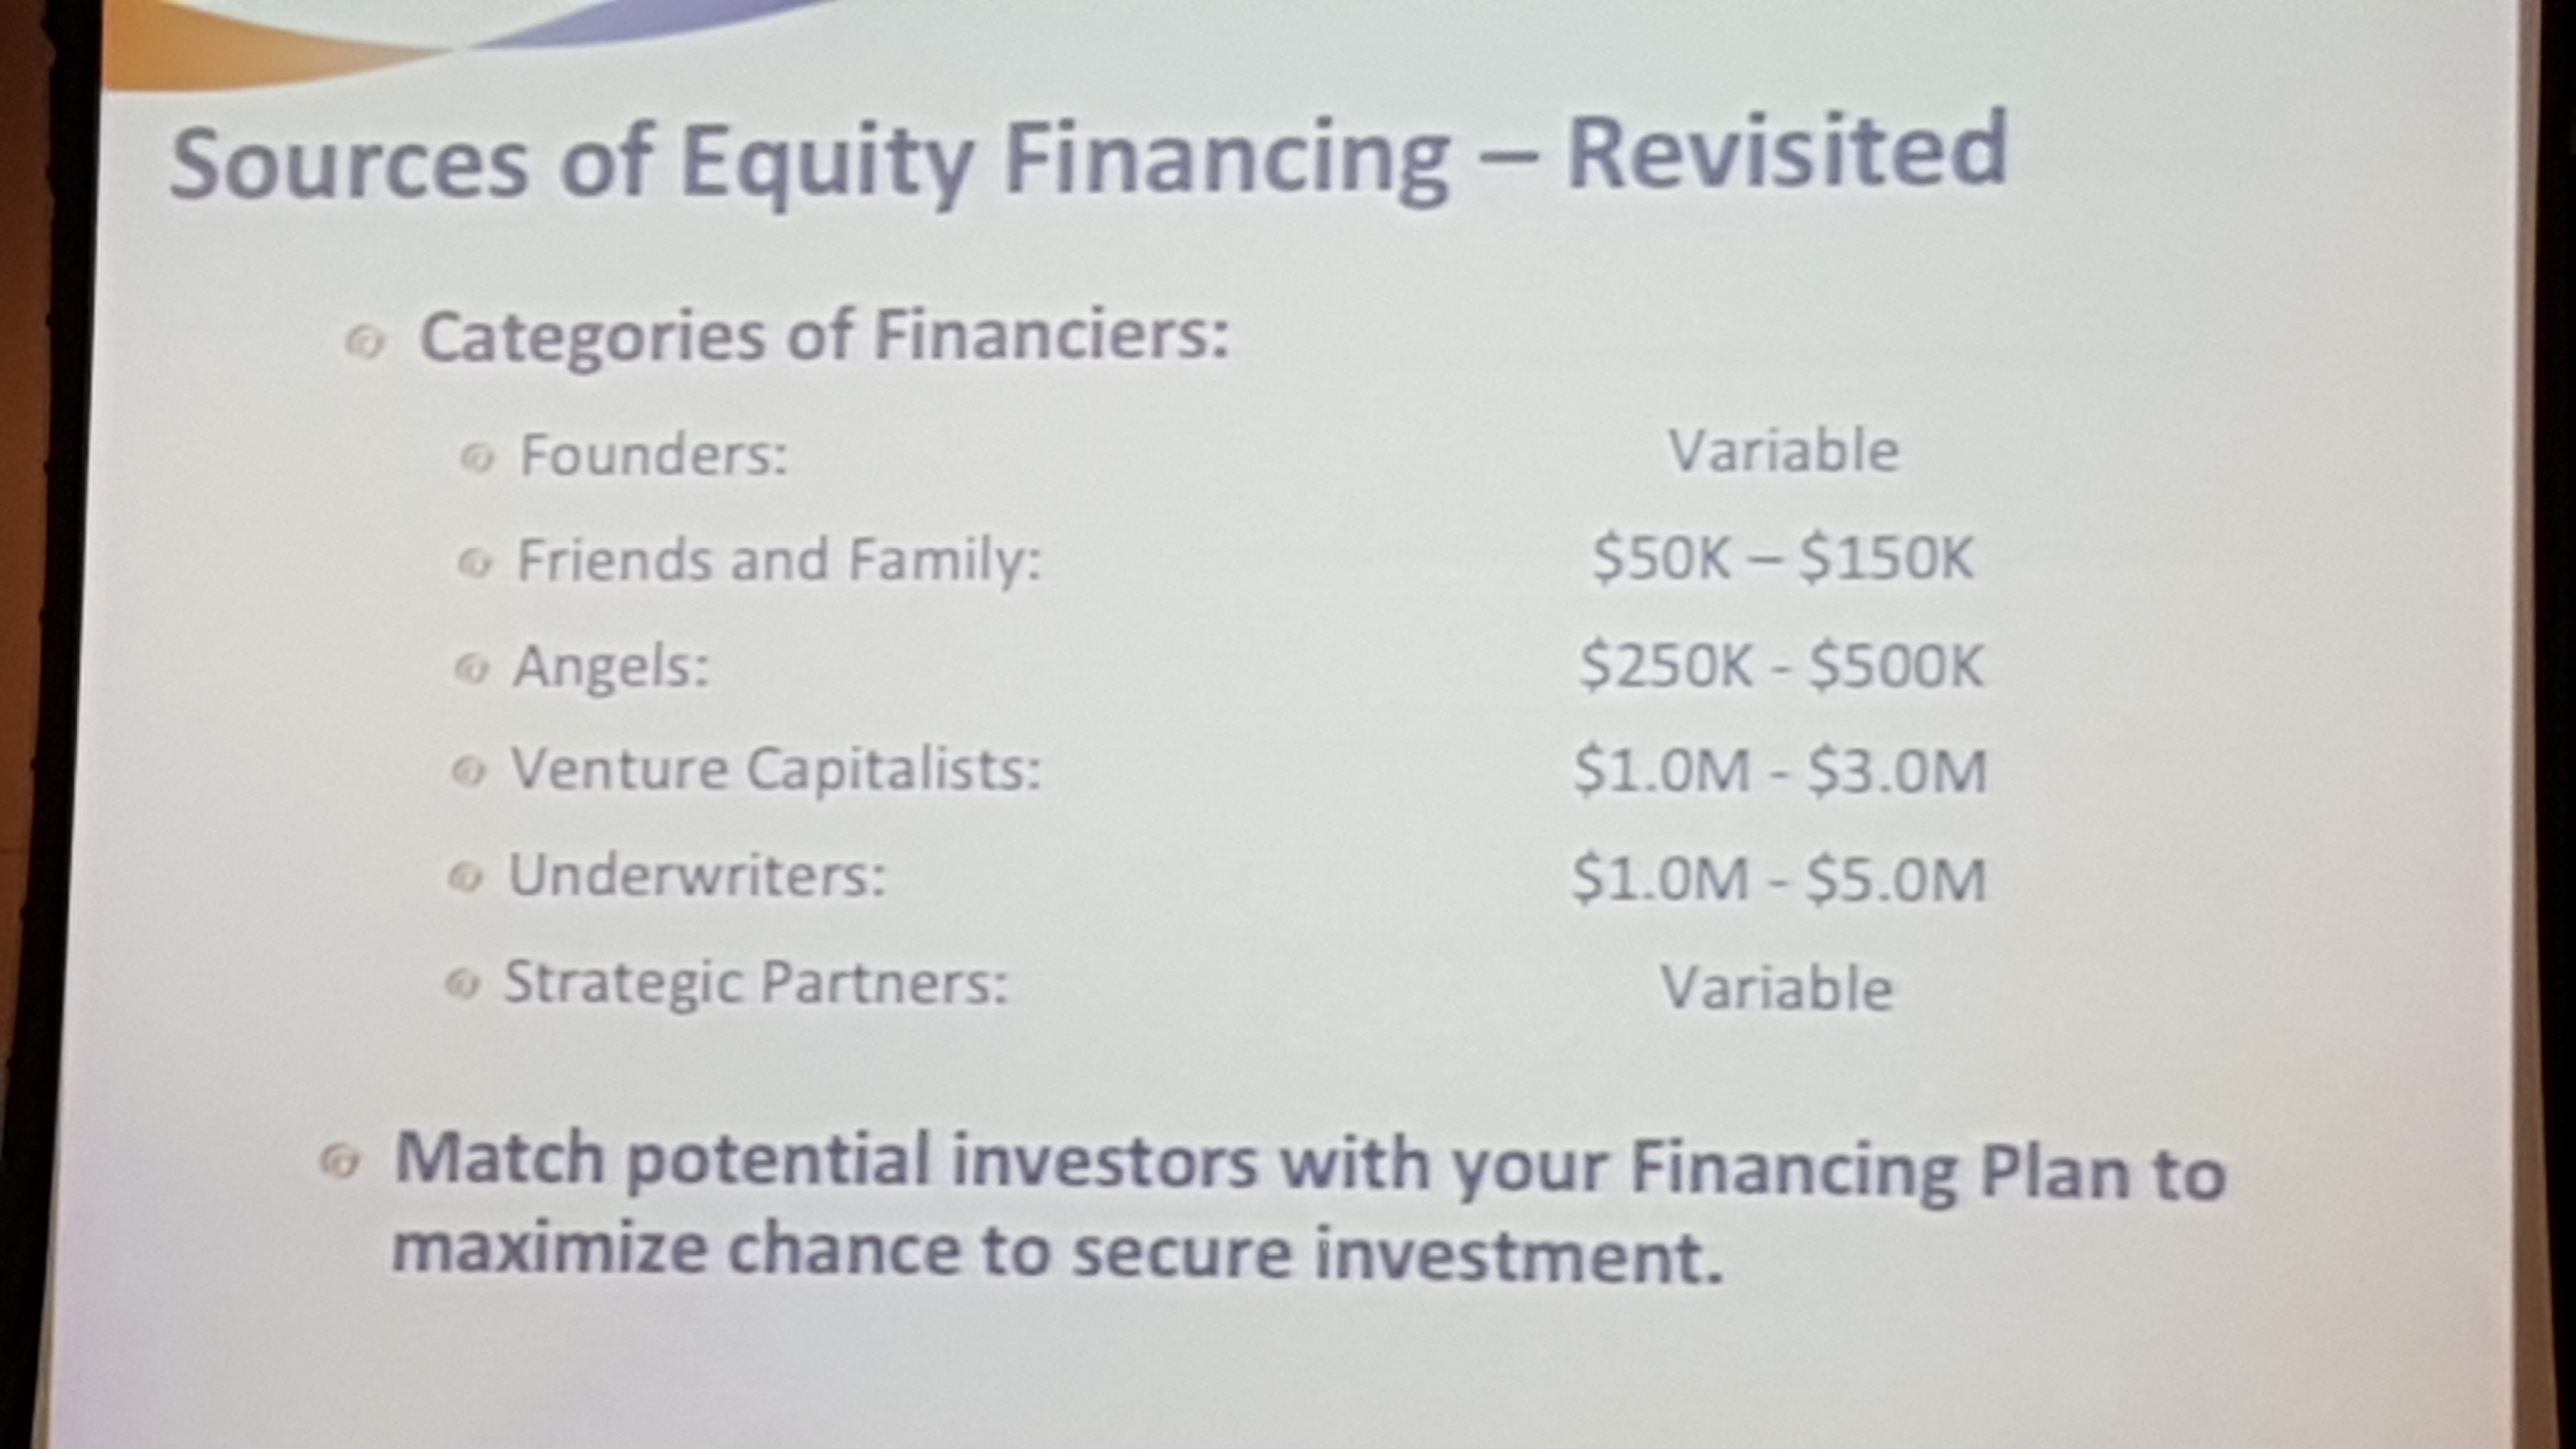 Sources of Equity Financing – Revisited
Categories of Financiers:
Founders: Variable
Friends and Family: $50K – $150K
Angels: $250K - $500K
Venture Capitalists: $1.0M - $3.0M
Underwriters: $1.0M - $5.0M
Strategic Partners: Variable
Match potential investors with your Financing Plan to
maximize chance to secure investment.